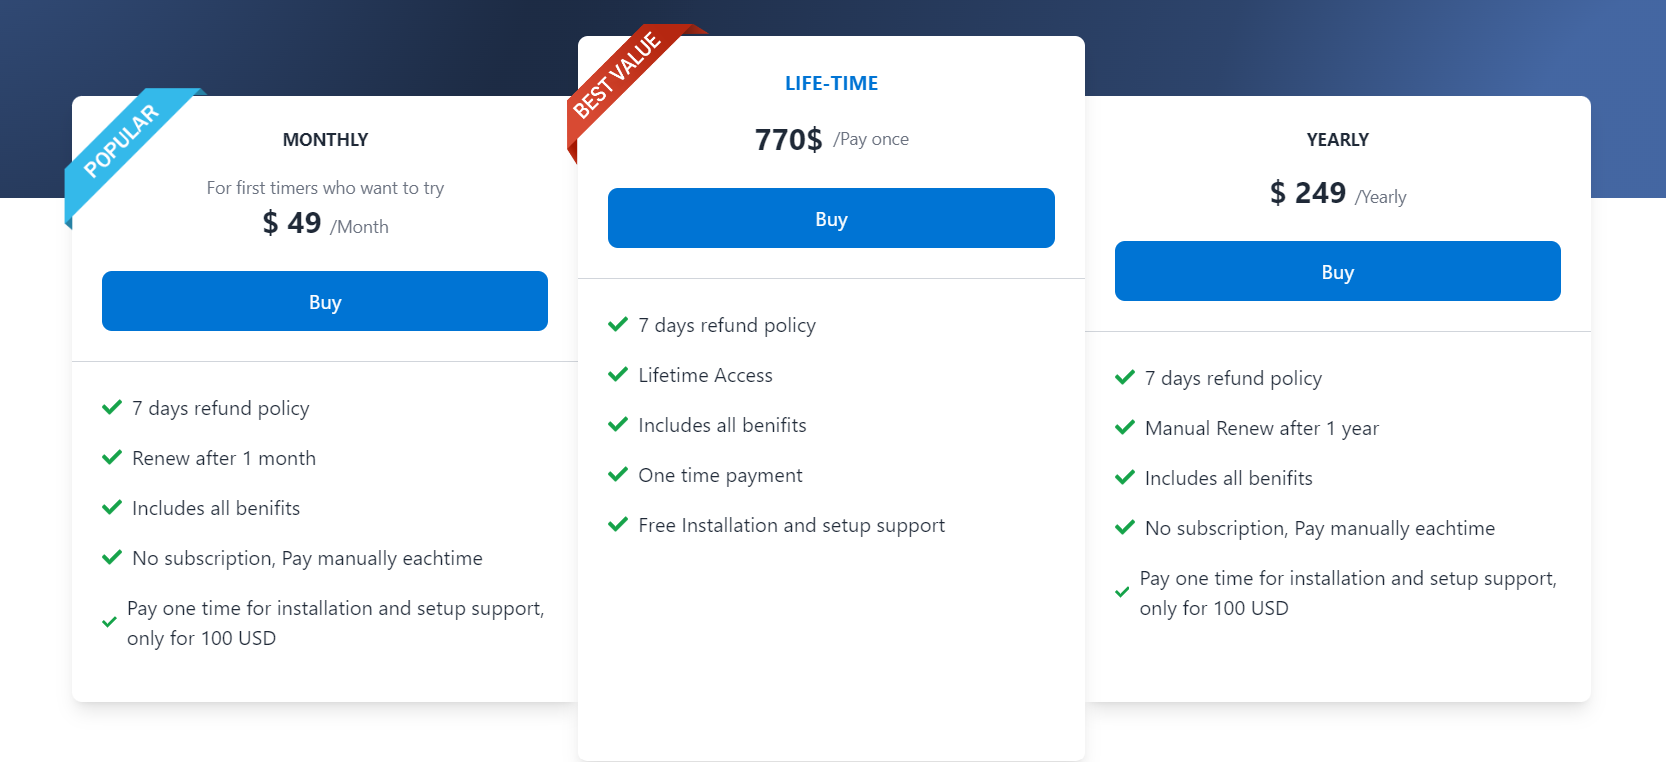 POPULAR
MONTHLY
For first timers who want to try
$ 49 /Month
Buy
7 days refund policy
Renew after 1 month
Includes all benifits
No subscription, Pay manually eachtime
Pay one time for installation and setup support,
only for 100 USD
BEST VALUE
LIFE-TIME
770$ /Pay once
Buy
7 days refund policy
Lifetime Access
Includes all benifits
One time payment
Free Installation and setup support
YEARLY
$ 249 /Yearly
Buy
7 days refund policy
Manual Renew after 1 year
Includes all benifits
No subscription, Pay manually eachtime
Pay one time for installation and setup support,
only for 100 USD